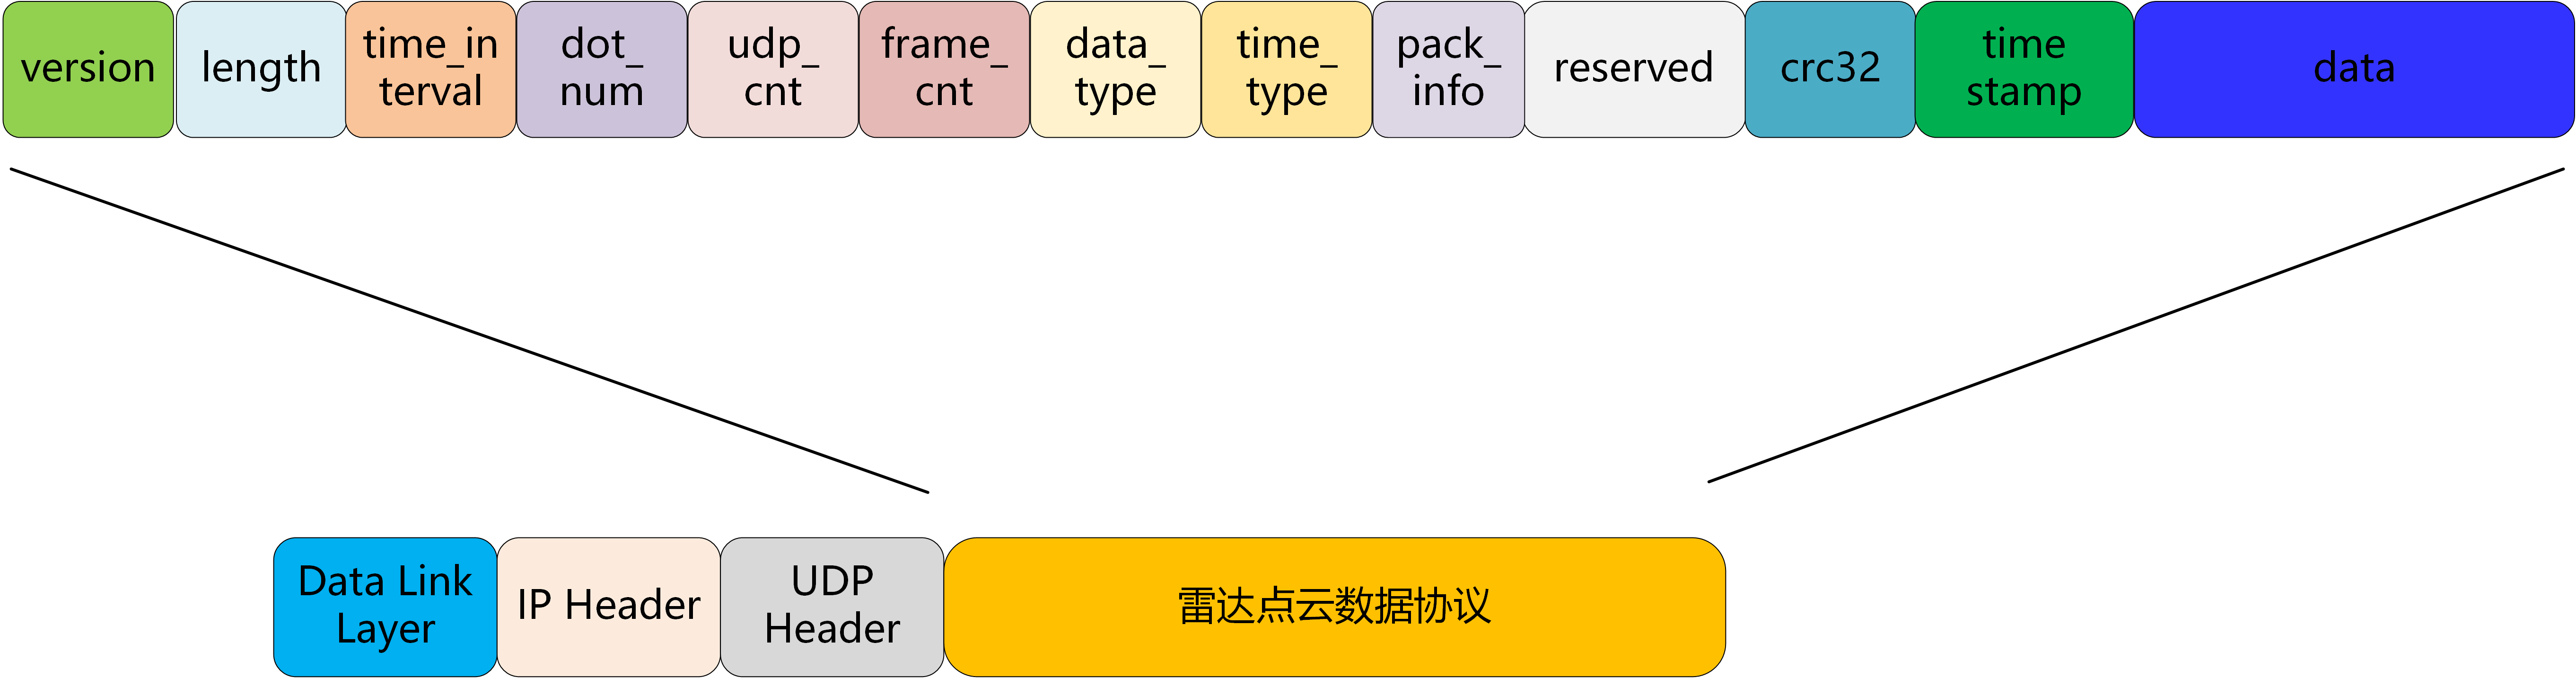 version
length
time_in
terval
dot_
num
udp_
cnt
frame_
cnt
data_
type
time_
type
pack_
info
reserved
crc32
time
stamp
data
Data Link
Layer
IP Header
UDP
Header
雷达点云数据协议